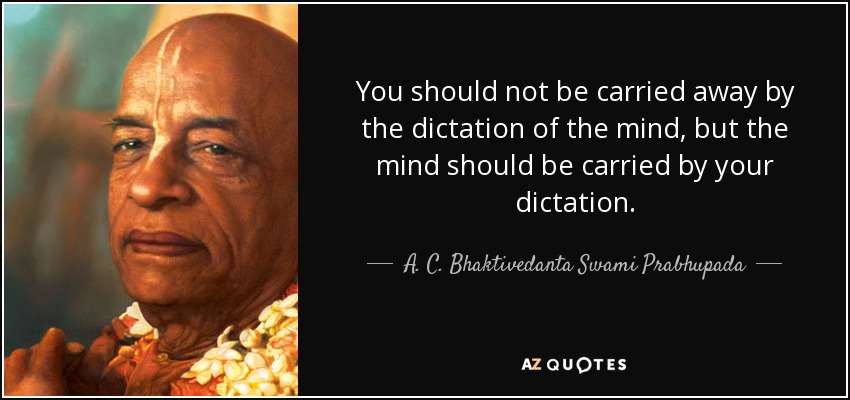 You should not be carried away by
the dictation of the mind, but the
mind should be carried by your
dictation.
A. C. Bhaktivedanta Swami Prabhupada
AZ QUOTES